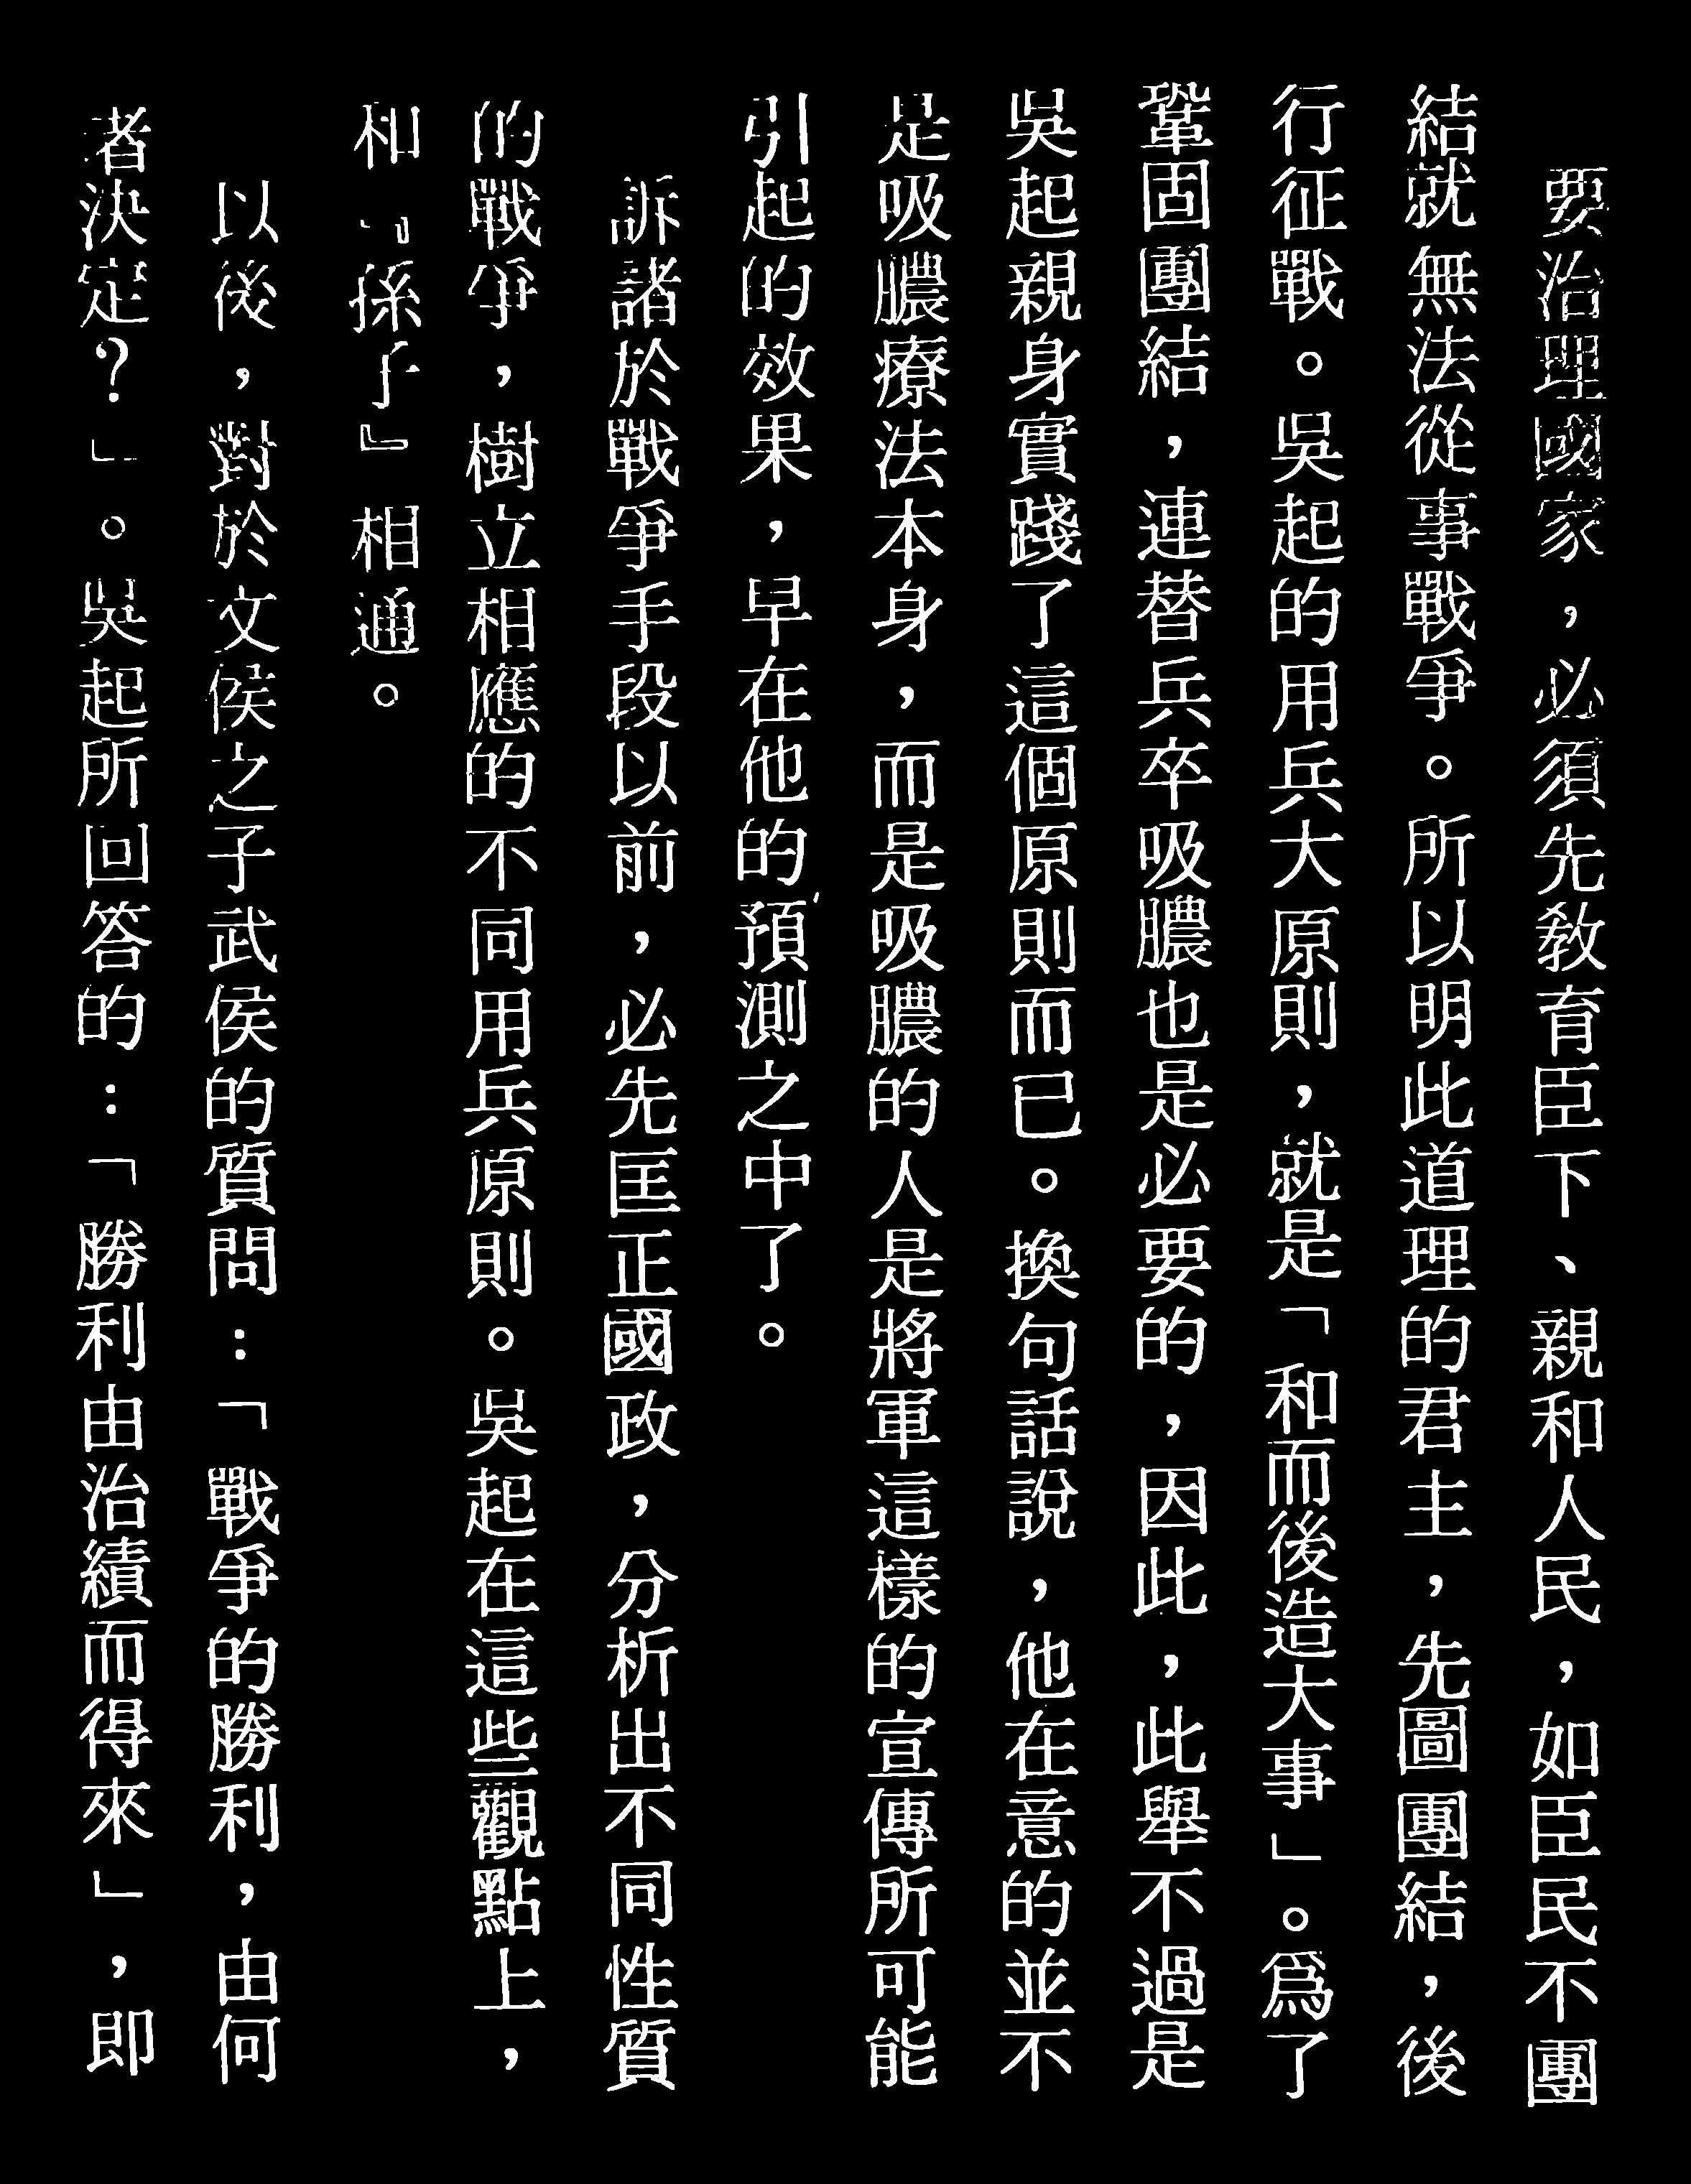 要治理國家，必須先敎育臣下、親和人民，如臣民不團
結就無法從事戰爭。所以明此道理的君主，先圖團結，後
行征戰。吳起的用兵大原則，就是「和而後造大事」。爲了
鞏固團結，連替兵卒吸膿也是必要的，因此，此舉不過是
吳起親身實踐了這個原則而已。換句話說，他在意的並不
是吸膿療法本身，而是吸膿的人是將軍這樣的宣傳所可能
引起的效果，早在他的預測之中了。
訴諸於戰爭手段以前，必先匡正國政，分析出不同性質
的戰爭，樹立相應的不同用兵原則。吳起在這些觀點上，
和『孫子』相通。
以後，對於文侯之子武侯的質問：「戰爭的勝利，由何
者決定？」。吳起所回答的：「勝利由治績而得來」，即